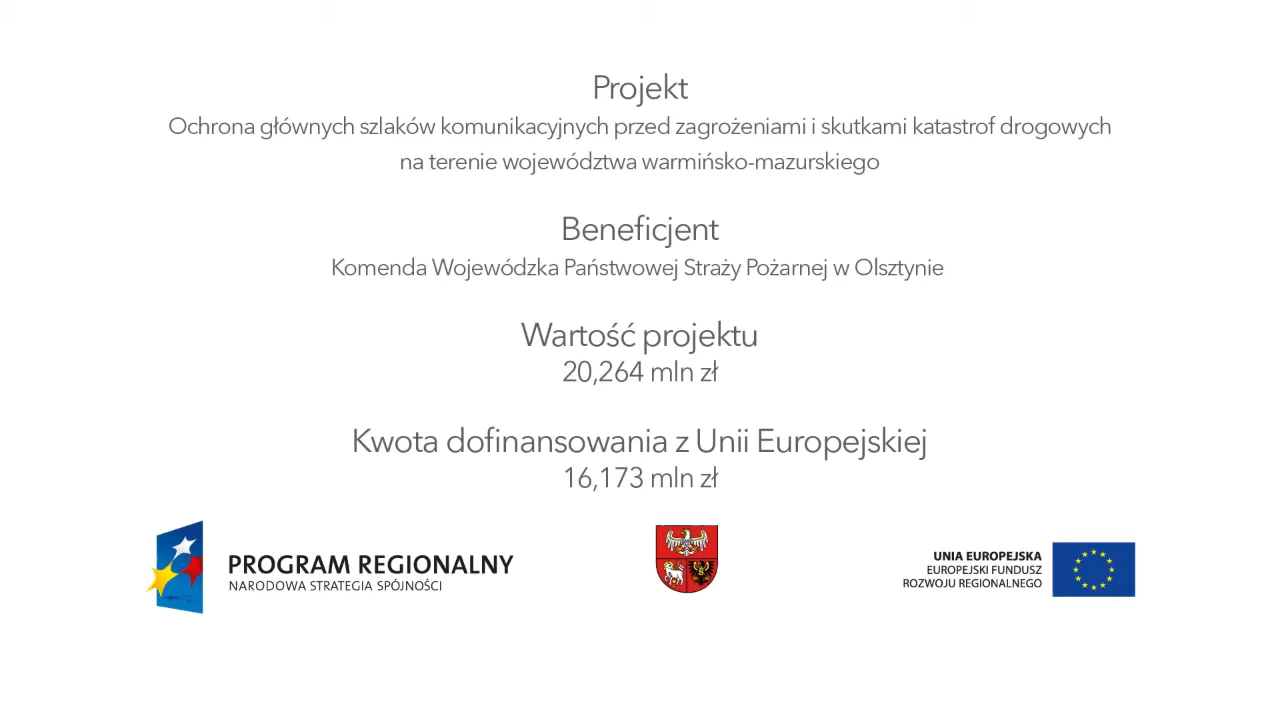 Projekt
Ochrona głównych szlaków komunikacyjnych przed zagrożeniami i skutkami katastrof drogowych
na terenie województwa warmińsko-mazurskiego
Beneficjent
Komenda Wojewódzka Państwowej Straży Pożarnej w Olsztynie
Wartość projektu
20,264 mln zł
Kwota dofinansowania z Unii Europejskiej
16,173 mln zł
PROGRAM REGIONALNY
NARODOWA STRATEGIA SPÓJNOŚCI
UNIA EUROPEJSKA
EUROPEJSKI FUNDUSZ
ROZWOJU REGIONALNEGO